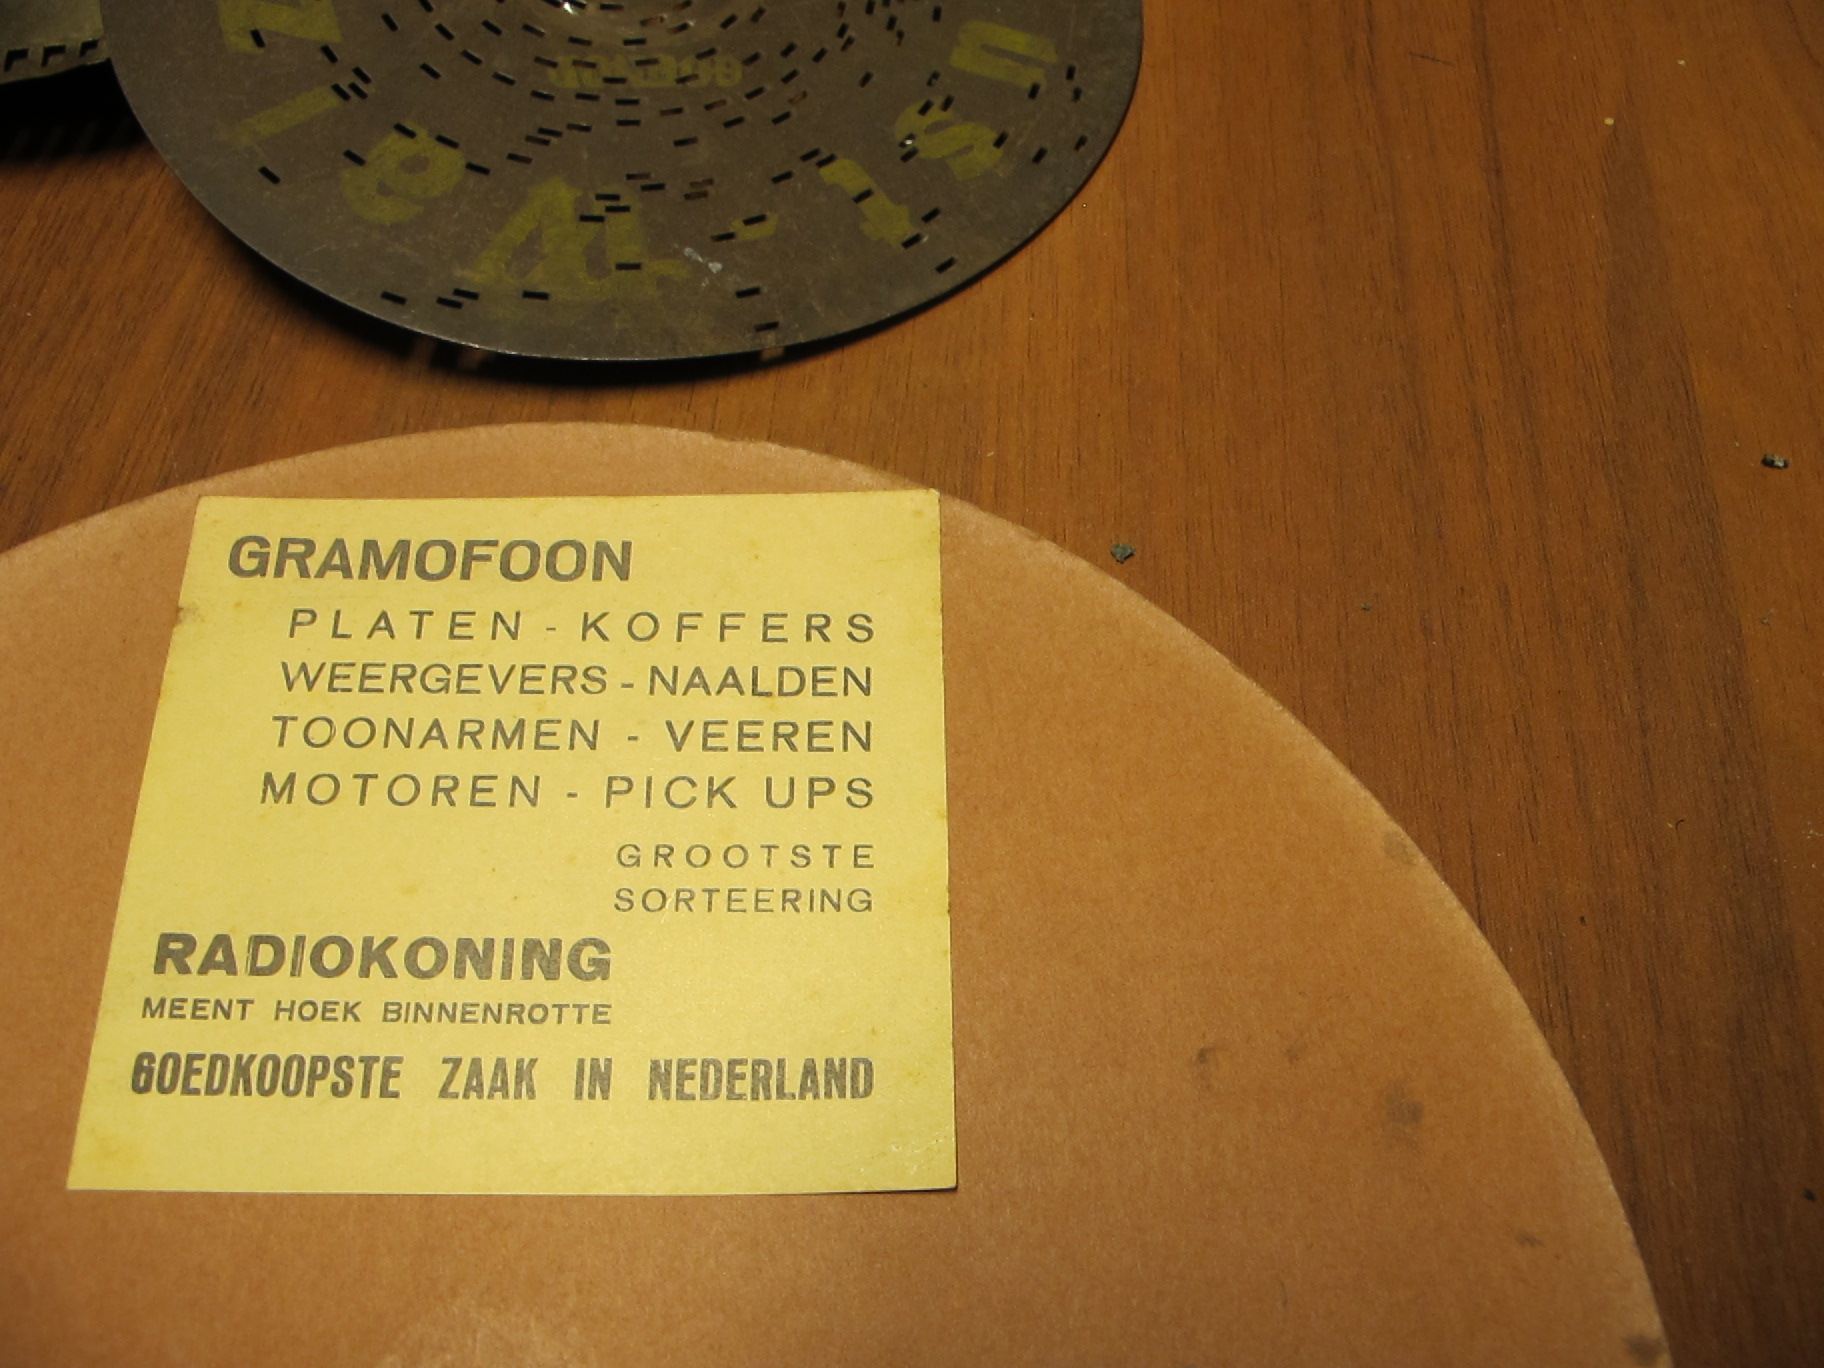 GRAMOFOON
PLATEN - KOFFERS
WEERGEVERS - NAALDEN
TOONARMEN - VEEREN
MOTOREN - PICK UPS
GROOTSTE
SORTEERING
RADIOKONING
MEENT HOEK BINNENROTTE
GOEDKOOPSTE ZAAK IN NEDERLAND